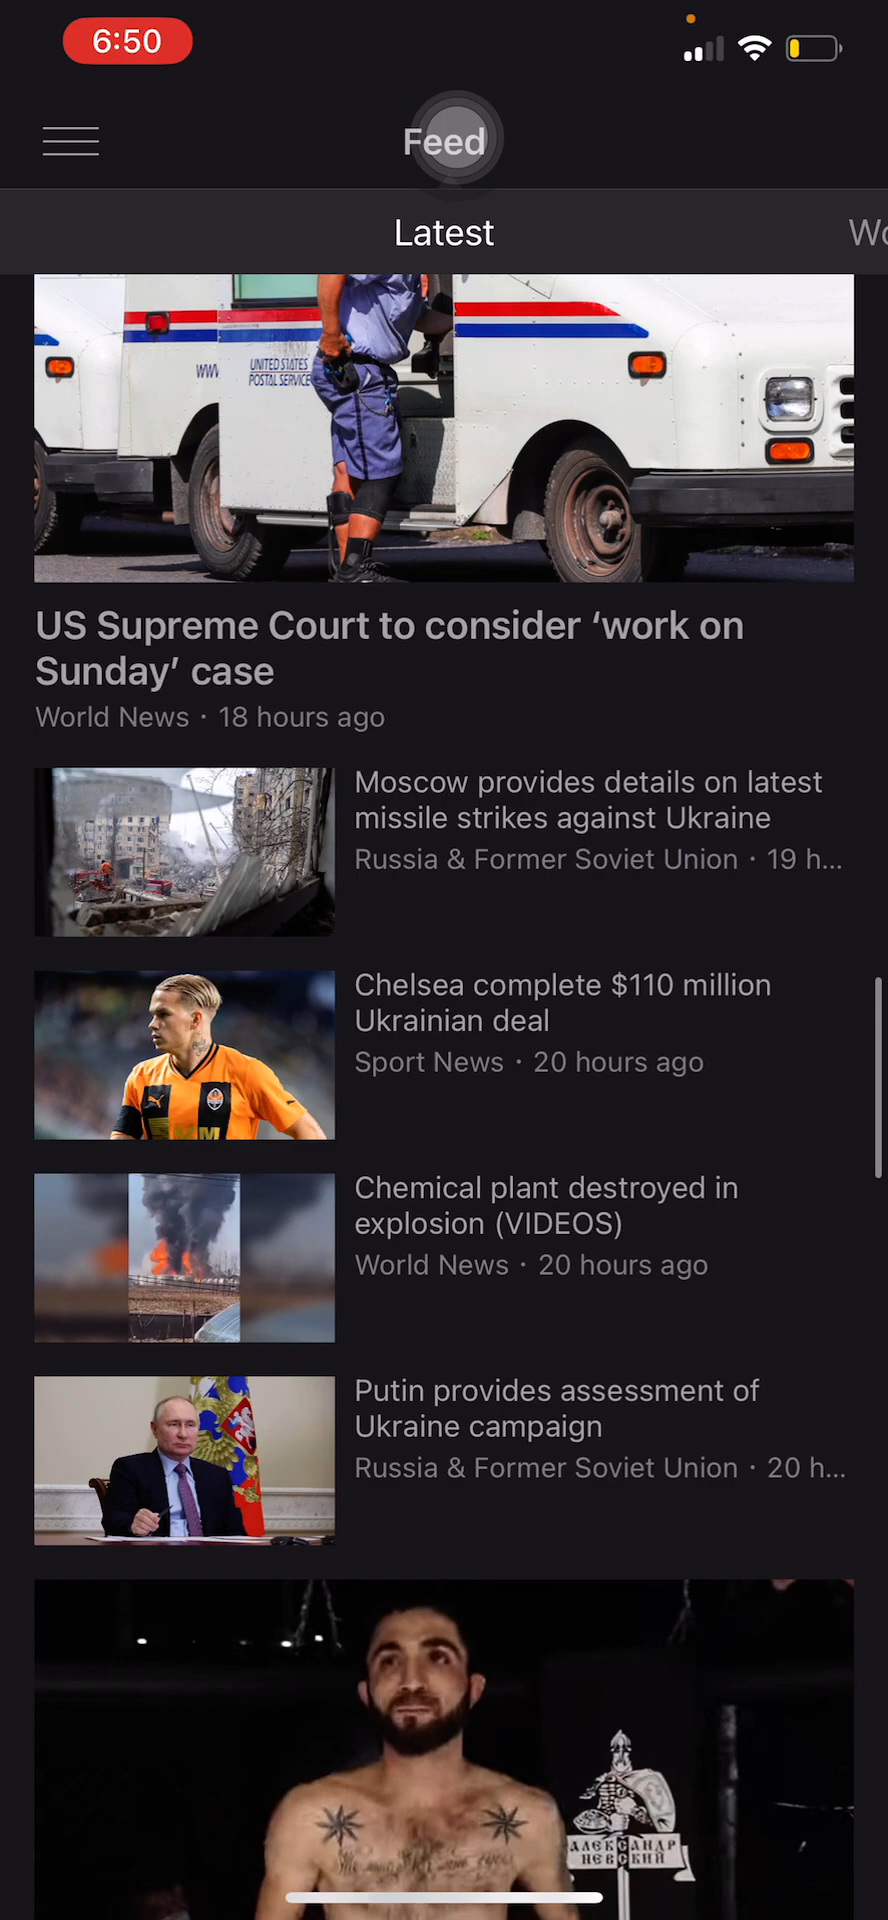 6:50
Feed
Latest
Wo
WWW
UNITED STATES
POSTAL SERVICE
US Supreme Court to consider ‘work on
Sunday’ case
World News · 18 hours ago
Moscow provides details on latest
missile strikes against Ukraine
Russia & Former Soviet Union · 19 h...
Chelsea complete $110 million
Ukrainian deal
Sport News · 20 hours ago
Chemical plant destroyed in
explosion (VIDEOS)
World News · 20 hours ago
Putin provides assessment of
Ukraine campaign
Russia & Former Soviet Union · 20 h...
АЛЕКСАНДР
НЕВСКИЙ